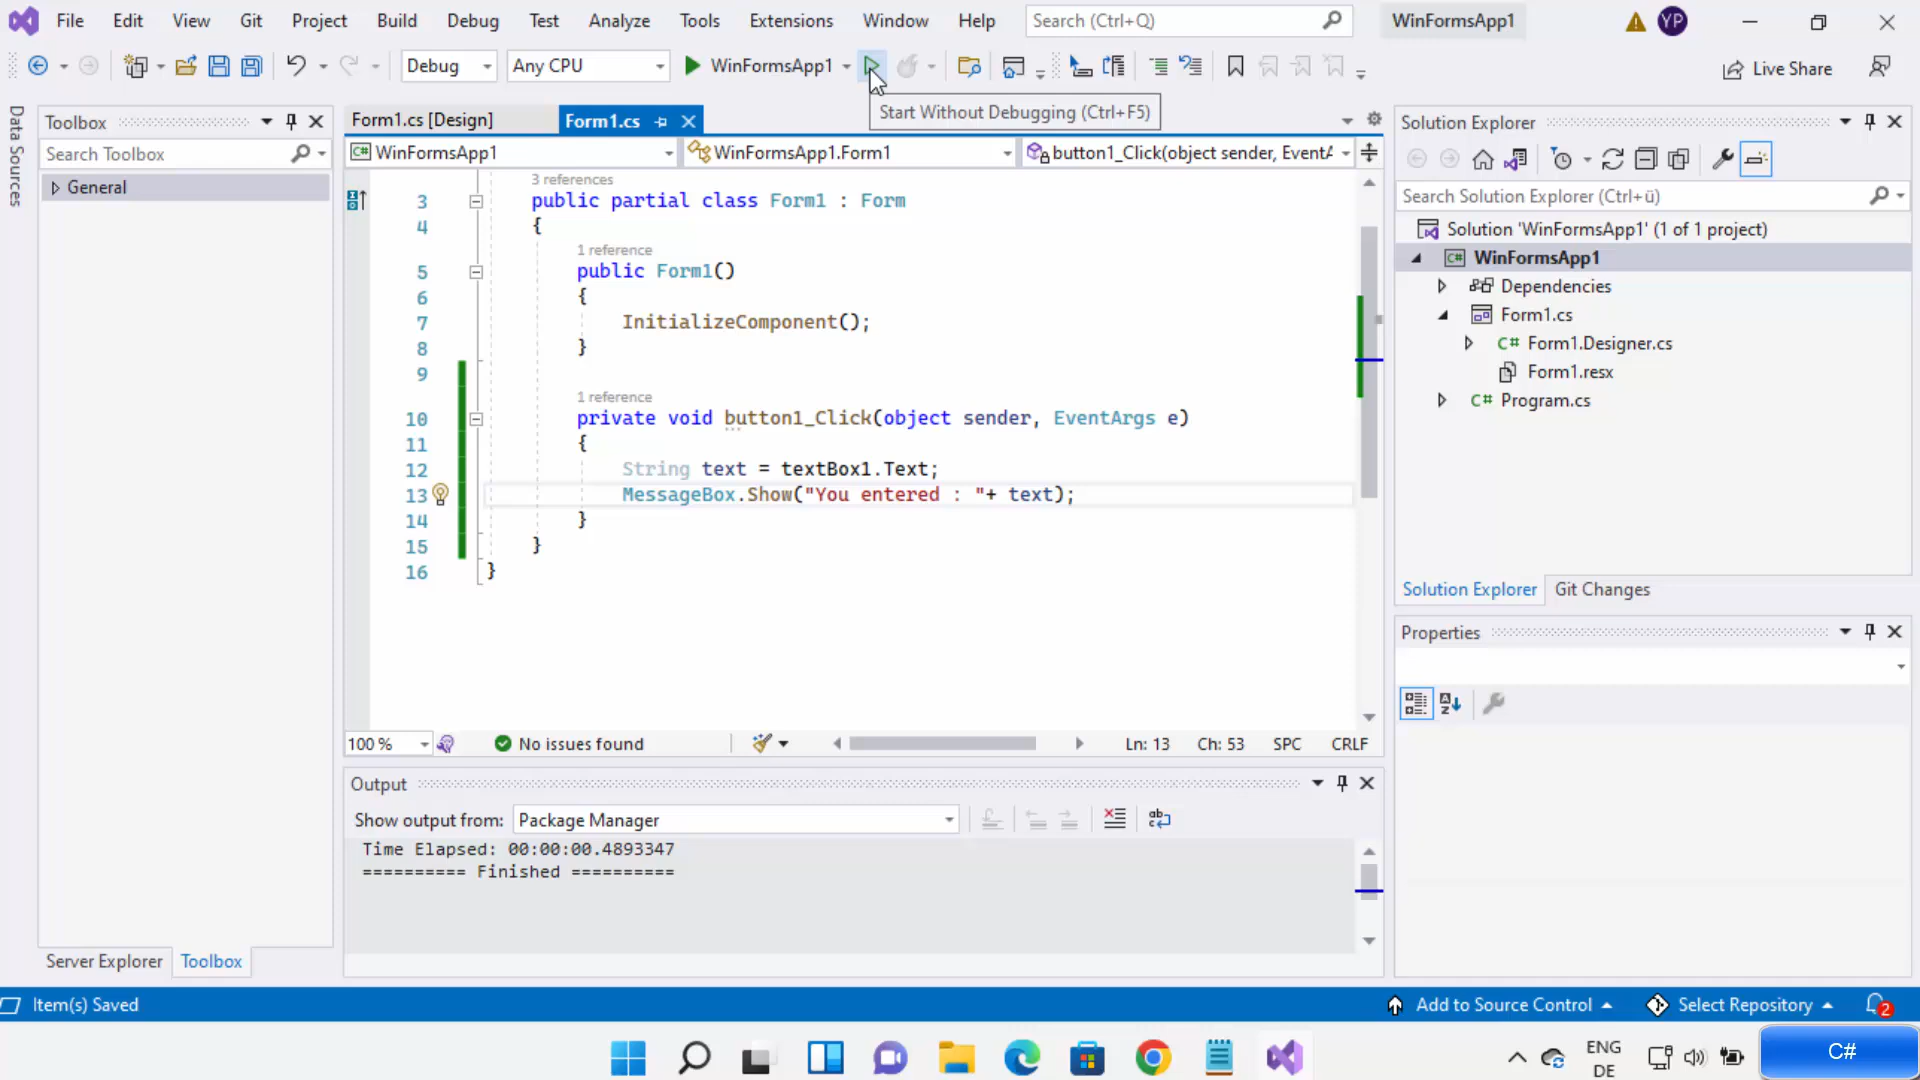 File Edit View Git Project Build Debug Test Analyze Tools Extensions Window Help Search (Ctrl+Q) WinFormsApp1 YP
Debug Any CPU WinFormsApp1 Live Share
Start Without Debugging (Ctrl+F5)
Data Sources
Toolbox
Search Toolbox
General
Server Explorer Toolbox
Form1.cs [Design] Form1.cs
WinFormsApp1 WinFormsApp1.Form1 button1_Click(object sender, EventA
3 references
3 public partial class Form1 : Form
4 {
1 reference
5 public Form1()
6 {
7 InitializeComponent();
8 }
9
1 reference
10 private void button1_Click(object sender, EventArgs e)
11 {
12 String text = textBox1.Text;
13 MessageBox.Show("You entered : "+ text);
14 }
15 }
16 }
100 % No issues found Ln: 13 Ch: 53 SPC CRLF
Output
Show output from: Package Manager
Time Elapsed: 00:00:00.4893347
========== Finished ==========
Solution Explorer
Search Solution Explorer (Ctrl+ü)
Solution 'WinFormsApp1' (1 of 1 project)
C# WinFormsApp1
Dependencies
Form1.cs
C# Form1.Designer.cs
Form1.resx
C# Program.cs
Solution Explorer Git Changes
Properties
Item(s) Saved Add to Source Control Select Repository 2
ENG
DE
C#